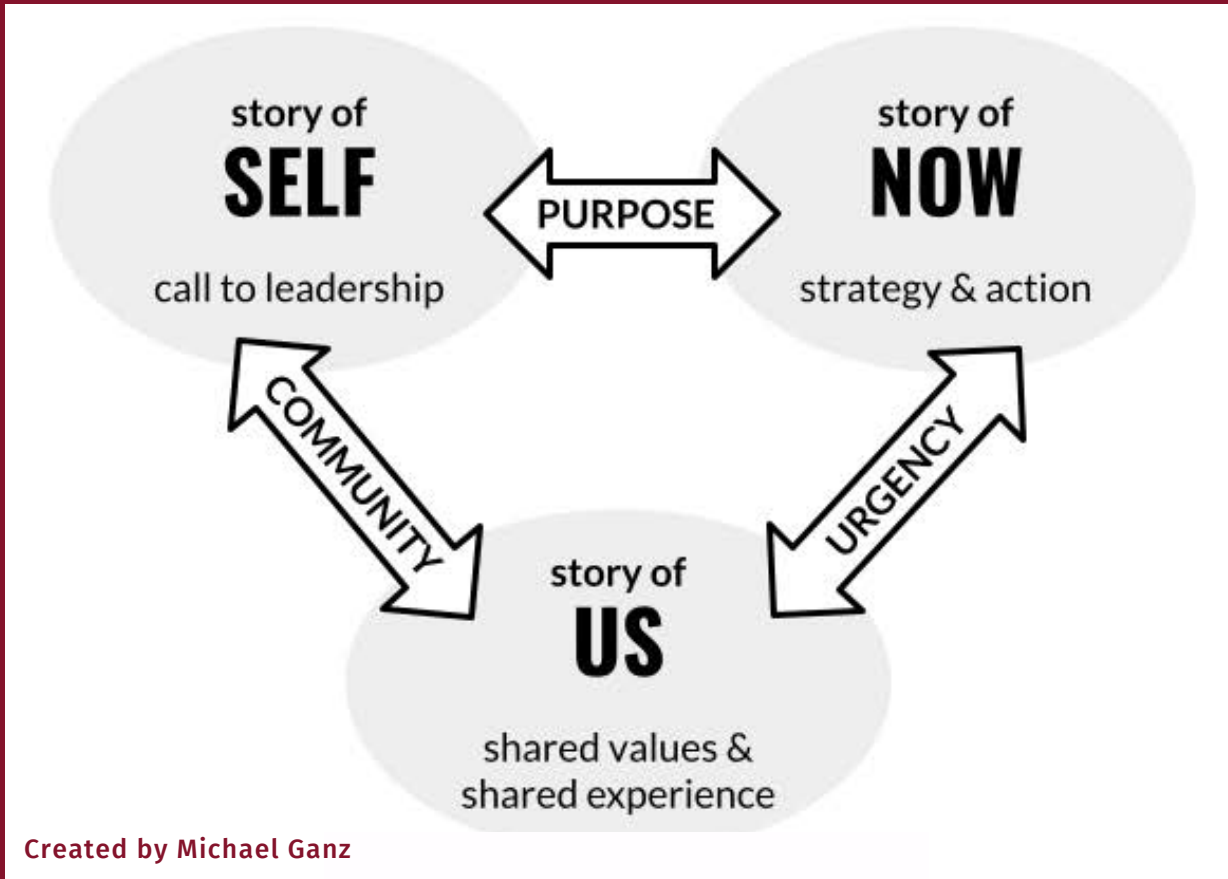 story of
SELF
call to leadership
PURPOSE
story of
NOW
strategy & action
COMMUNITY
URGENCY
story of
US
shared values &
shared experience
Created by Michael Ganz